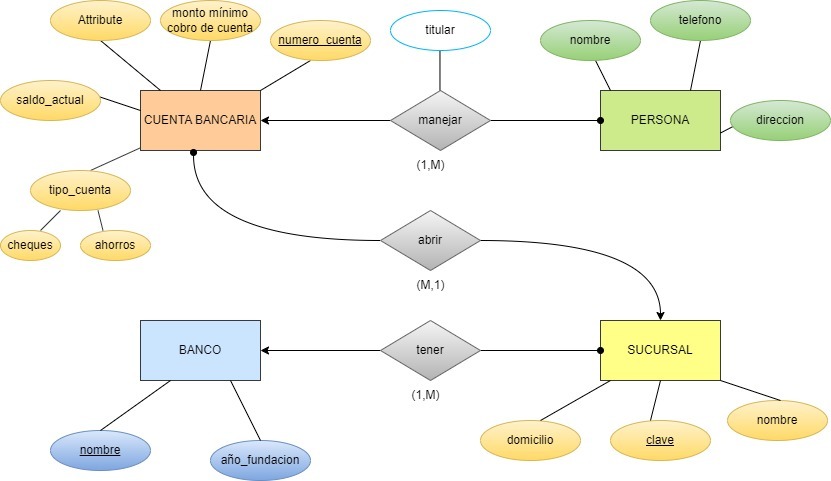 Attribute
monto mínimo
cobro de cuenta
numero_cuenta
titular
nombre
telefono
saldo_actual
CUENTA BANCARIA
manejar
PERSONA
direccion
(1,M)
tipo_cuenta
cheques
ahorros
abrir
(M,1)
BANCO
tener
SUCURSAL
(1,M)
nombre
año_fundacion
domicilio
clave
nombre